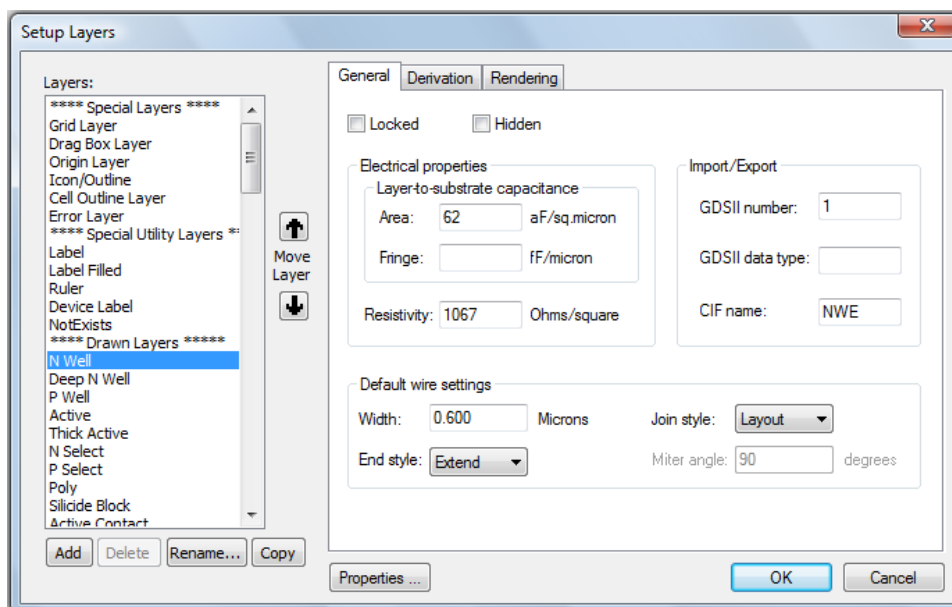 Setup Layers
Layers:
**** Special Layers ****
Grid Layer
Drag Box Layer
Origin Layer
Icon/Outline
Cell Outline Layer
Error Layer
**** Special Utility Layers *
Label
Label Filled
Ruler
Device Label
NotExists
**** Drawn Layers *****
N Well
Deep N Well
P Well
Active
Thick Active
N Select
P Select
Poly
Silicide Block
Active Contact
Add Delete Rename... Copy
Move
Layer
General Derivation Rendering
Locked Hidden
Electrical properties
Layer-to-substrate capacitance
Area: 62 aF/sq.micron
Fringe: fF/micron
Resistivity: 1067 Ohms/square
Import/Export
GDSII number: 1
GDSII data type:
CIF name: NWE
Default wire settings
Width: 0.600 Microns Join style: Layout
End style: Extend Miter angle: 90 degrees
Properties ... OK Cancel